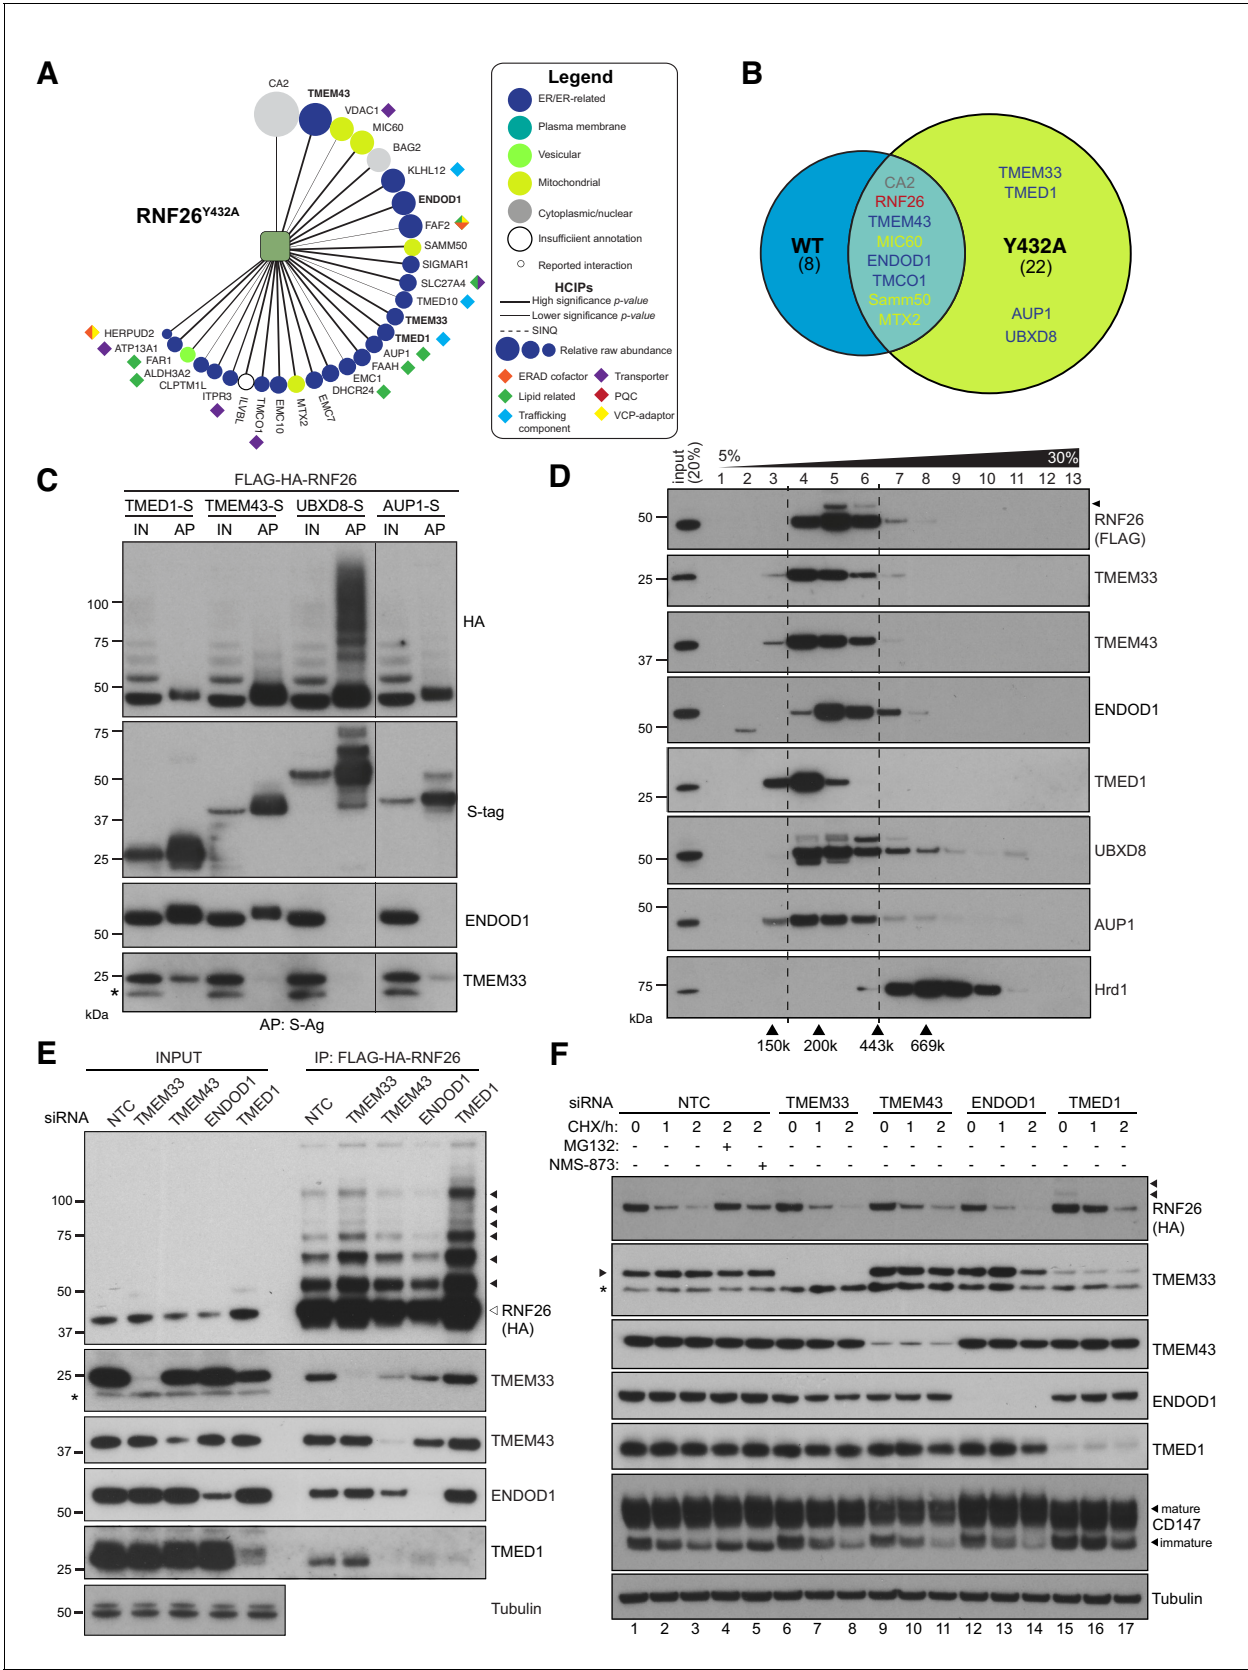 A
CA2
TMEM43
VDAC1
MIC60
BAG2
KLHL12
ENDOD1
FAF2
SAMM50
SIGMAR1
SLC27A4
TMED10
TMEM33
TMED1
AUP1
FAAH
EMC1
DHCR24
EMC7
MTX2
EMC10
TMCO1
ILVBL
ITPR3
CLPTM1L
ALDH3A2
FAR1
ATP13A1
HERPUD2
RNF26Y432A
Legend
ER/ER-related
Plasma membrane
Vesicular
Mitochondrial
Cytoplasmic/nuclear
Insufficiient annotation
Reported interaction
HCIPs
High significance p-value
Lower significance p-value
SINQ
Relative raw abundance
ERAD cofactor
Transporter
Lipid related
PQC
Trafficking component
VCP-adaptor
B
WT
(8)
CA2
RNF26
TMEM43
MIC60
ENDOD1
TMCO1
Samm50
MTX2
TMEM33
TMED1
Y432A
(22)
AUP1
UBXD8
C
FLAG-HA-RNF26
TMED1-S TMEM43-S UBXD8-S AUP1-S
IN AP IN AP IN AP IN AP
100
75
50
HA
75
50
37
25
S-tag
50
ENDOD1
25
*
TMEM33
kDa
AP: S-Ag
D
input (20%)
5% 30%
1 2 3 4 5 6 7 8 9 10 11 12 13
50
RNF26
(FLAG)
25
TMEM33
37
TMEM43
50
ENDOD1
25
TMED1
50
UBXD8
50
AUP1
75
Hrd1
kDa
150k 200k 443k 669k
E
INPUT IP: FLAG-HA-RNF26
siRNA NTC TMEM33 TMEM43 ENDOD1 TMED1 NTC TMEM33 TMEM43 ENDOD1 TMED1
100
75
50
37
RNF26
(HA)
25
*
TMEM33
37
TMEM43
50
ENDOD1
25
TMED1
50
Tubulin
F
siRNA NTC TMEM33 TMEM43 ENDOD1 TMED1
CHX/h: 0 1 2 2 2 0 1 2 0 1 2 0 1 2 0 1 2
MG132: - - - + - - - - - - - - - - - - -
NMS-873: - - - - + - - - - - - - - - - - -
RNF26
(HA)
*
TMEM33
TMEM43
ENDOD1
TMED1
mature
CD147
immature
Tubulin
1 2 3 4 5 6 7 8 9 10 11 12 13 14 15 16 17